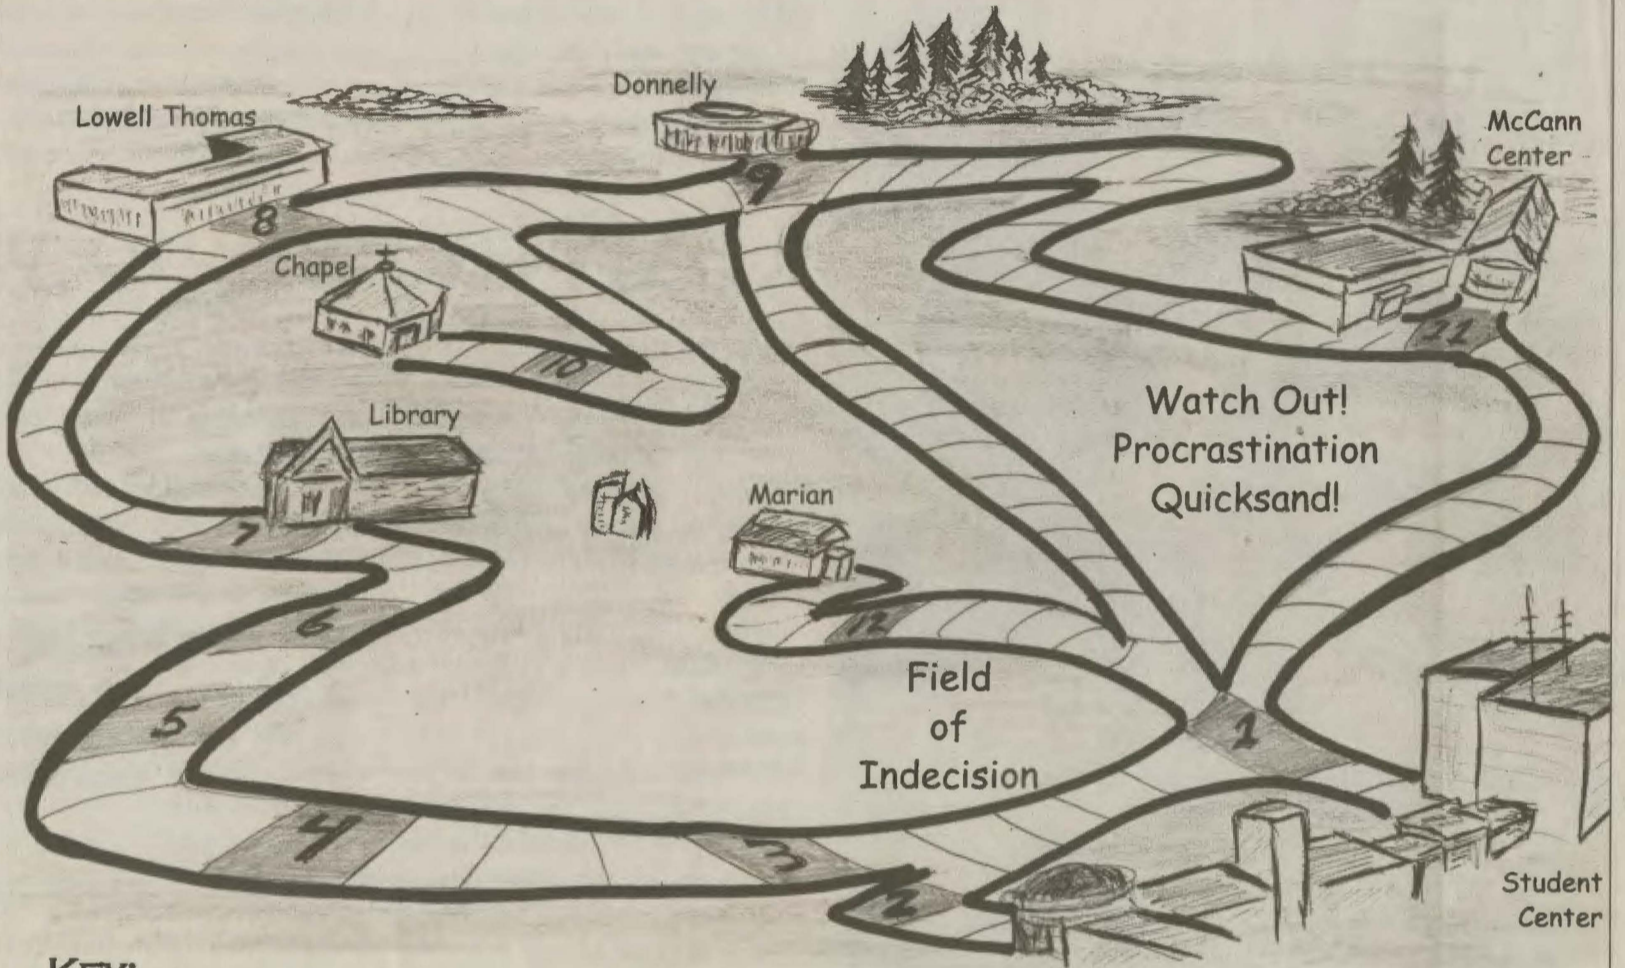 Donnelly
Lowell Thomas
McCann
Center
9
8
Chapel
11
10
Watch Out!
Procrastination
Quicksand!
Library
Marian
7
6
12
Field
of
Indecision
5
1
4
3
2
Student
Center
KEY: